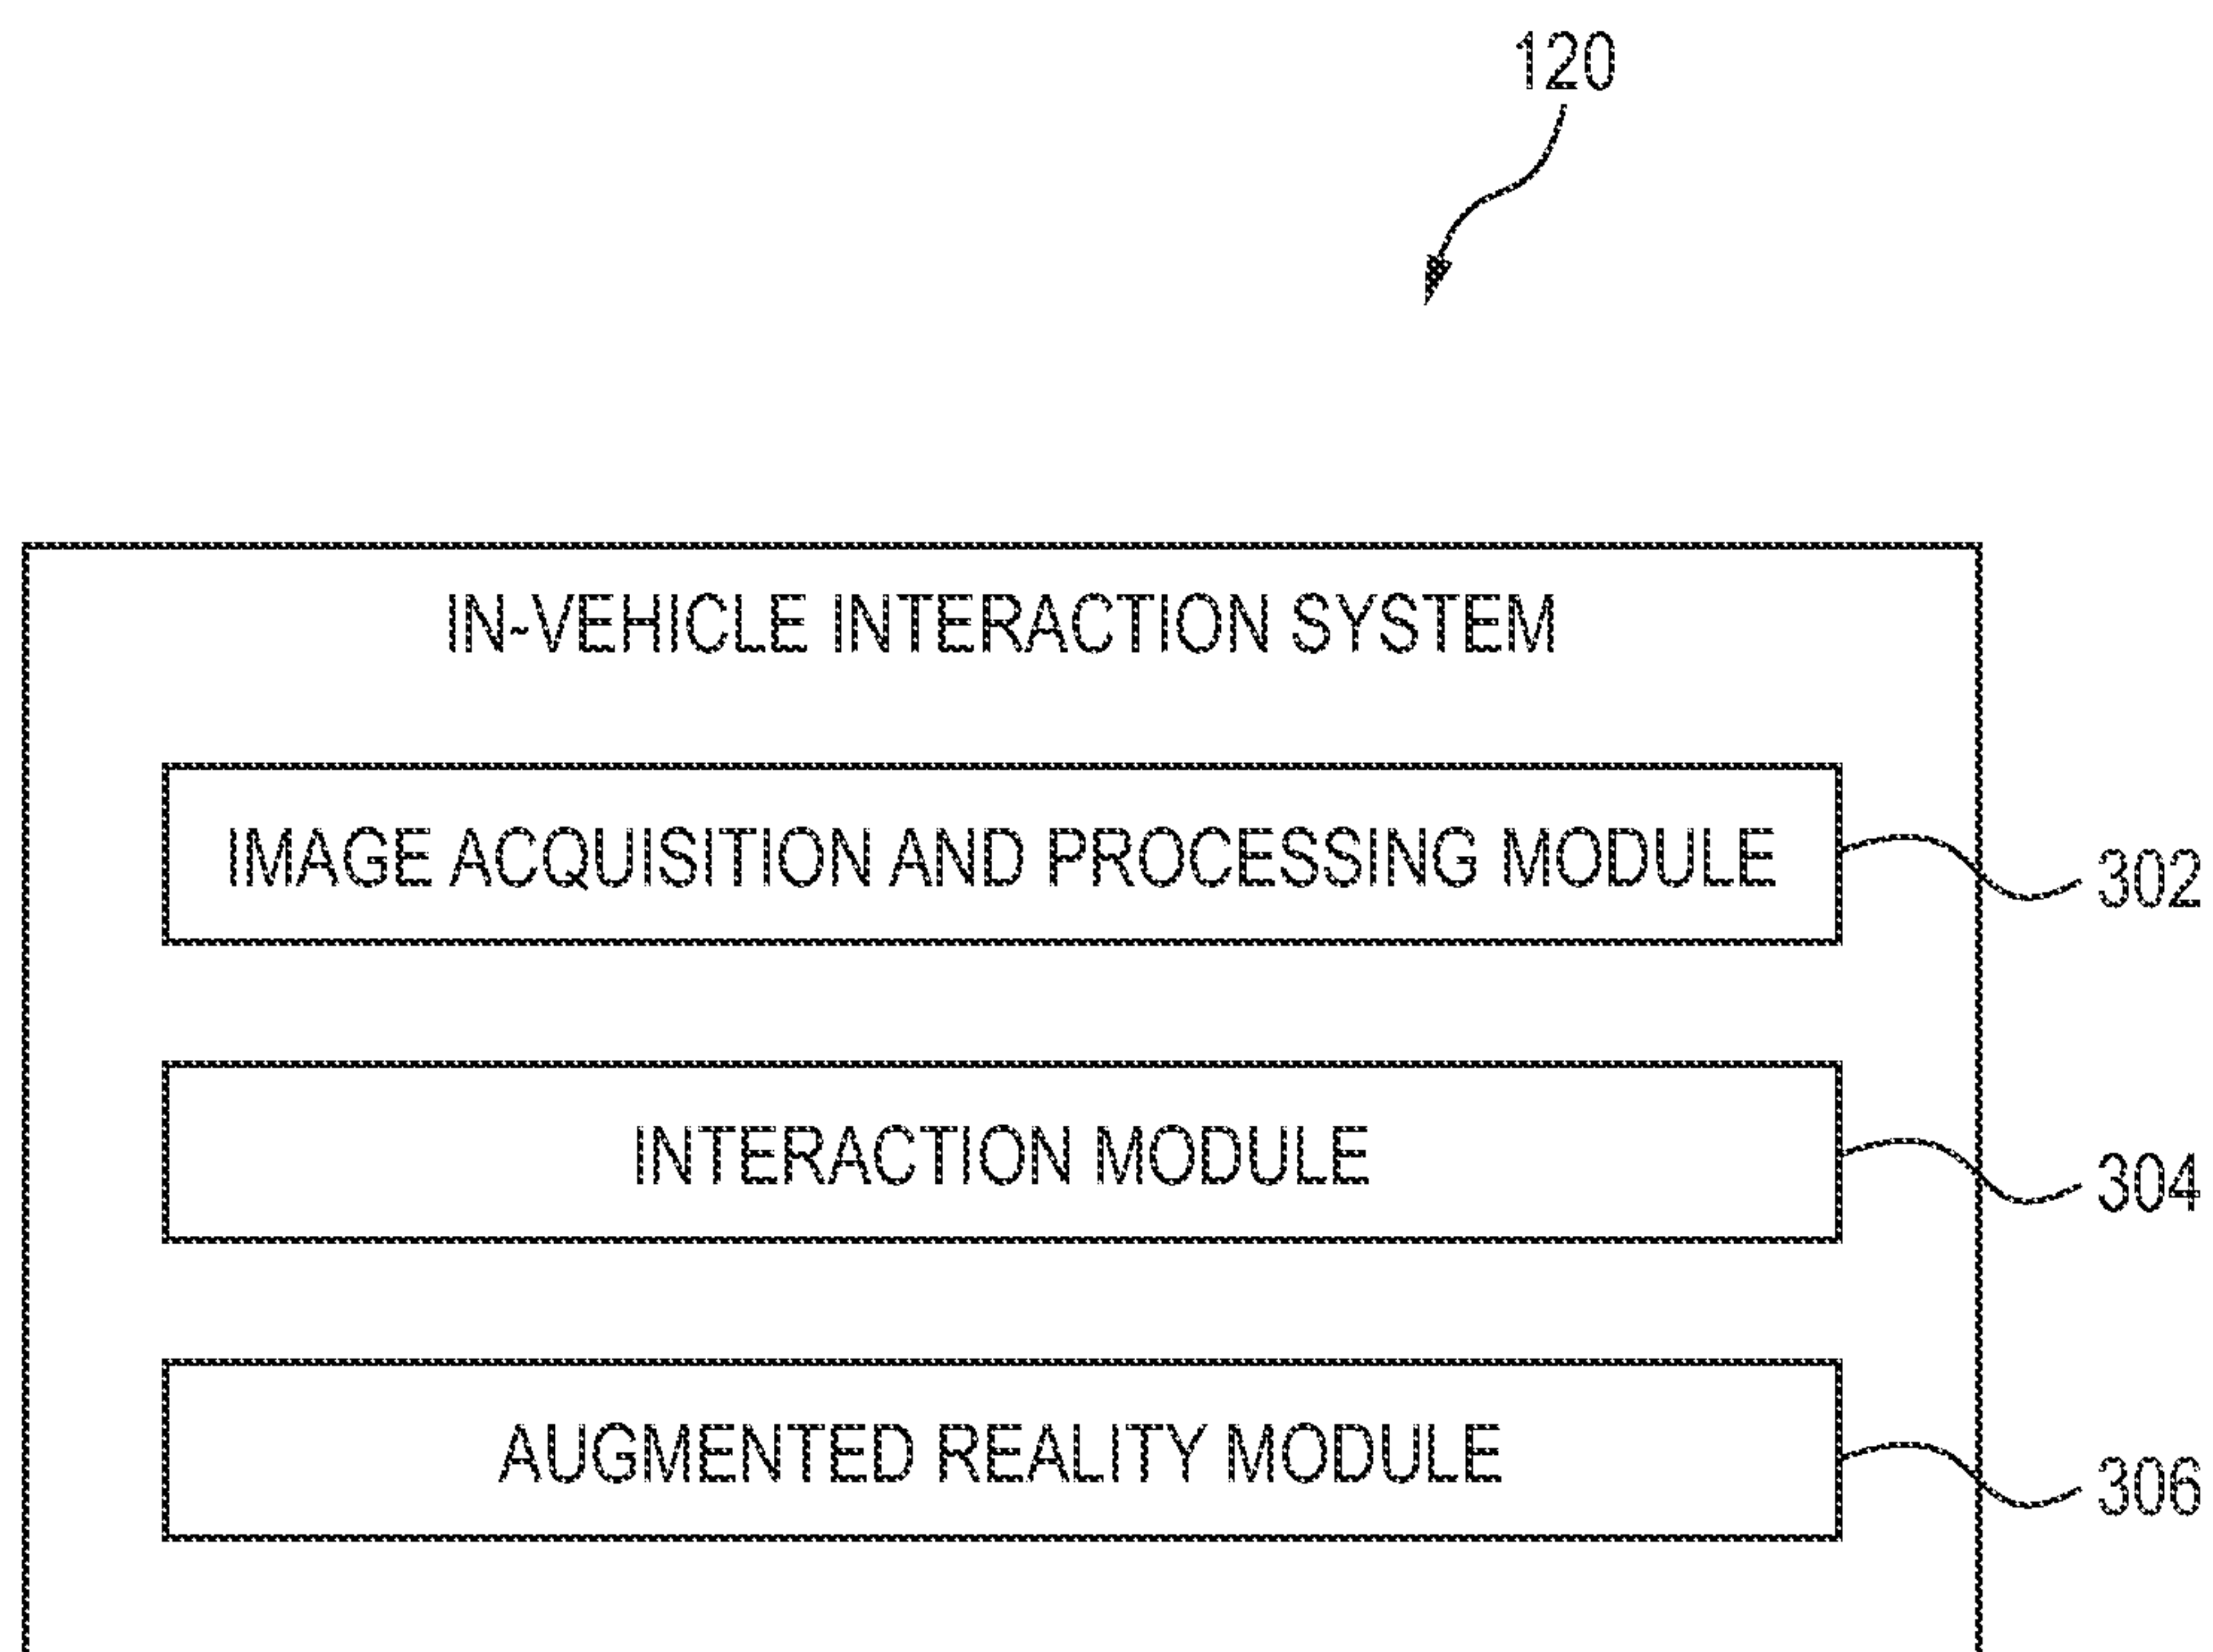 120
IN-VEHICLE INTERACTION SYSTEM
IMAGE ACQUISITION AND PROCESSING MODULE
302
INTERACTION MODULE
304
AUGMENTED REALITY MODULE
306